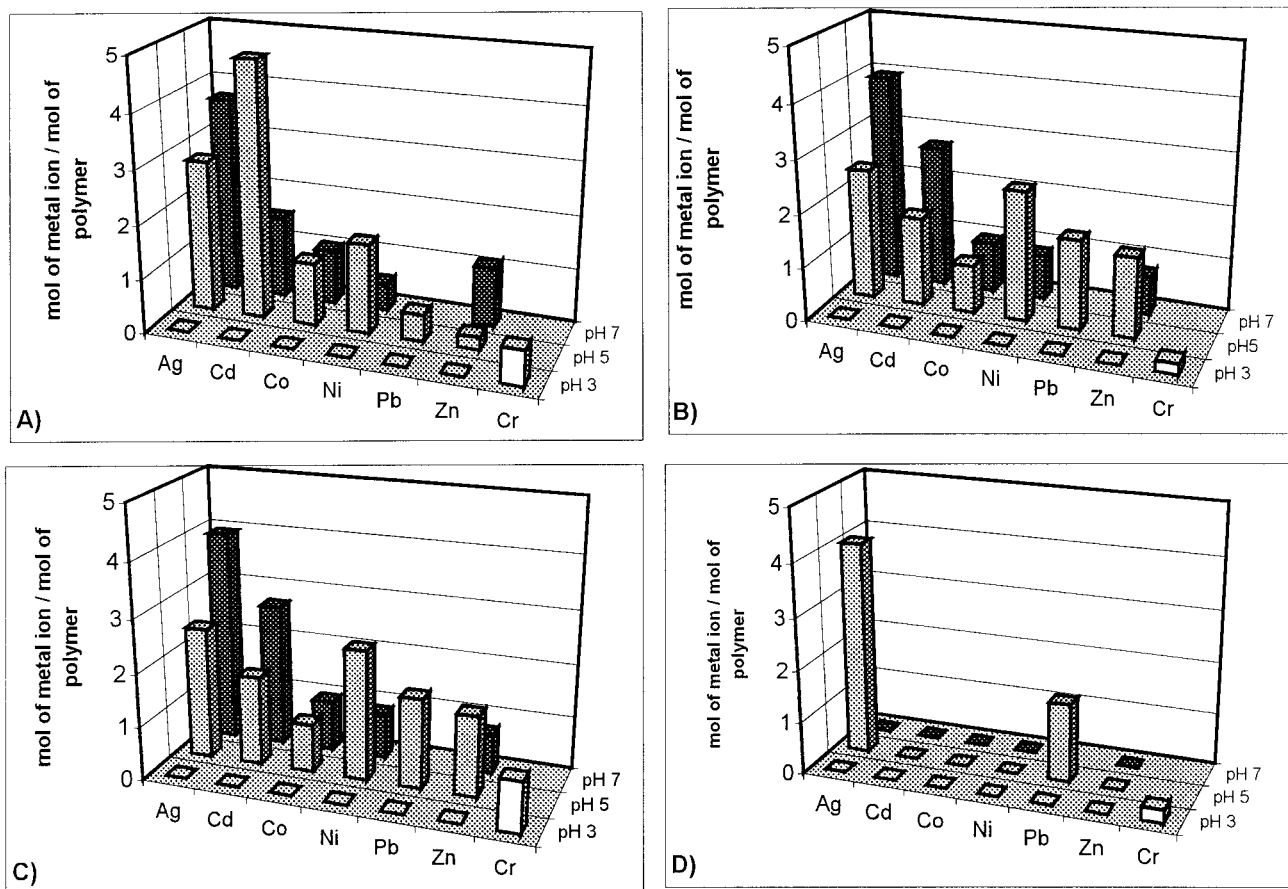 mol of metal ion / mol of
polymer
5
4
3
2
1
0
Ag
Cd
Co
Ni
Pb
Zn
Cr
pH 7
pH 5
pH 3
A)
mol of metal ion / mol of
polymer
5
4
3
2
1
0
Ag
Cd
Co
Ni
Pb
Zn
Cr
pH 7
pH5
pH 3
B)
mol of metal ion / mol of
polymer
5
4
3
2
1
0
Ag
Cd
Co
Ni
Pb
Zn
Cr
pH 7
pH 5
pH 3
C)
mol of metal ion / mol of
polymer
5
4
3
2
1
0
Ag
Cd
Co
Ni
Pb
Zn
Cr
pH 7
pH 5
pH 3
D)